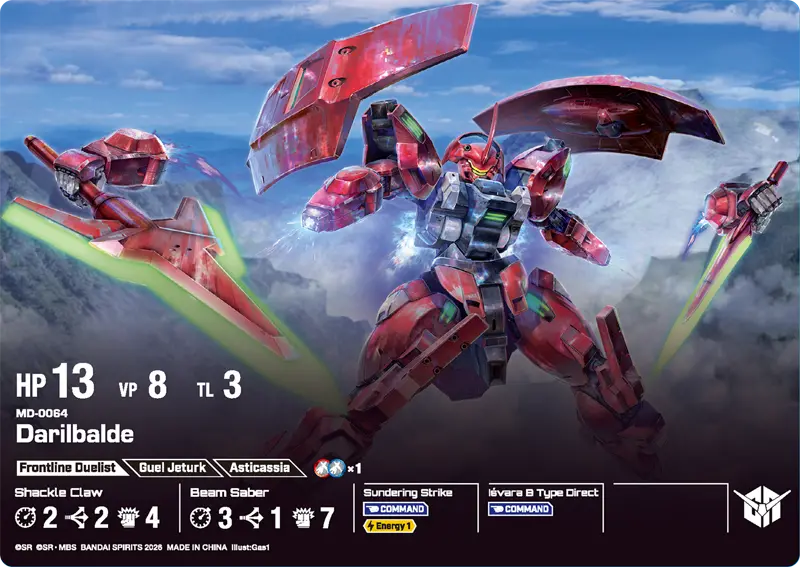 HP 13 VP 8 TL 3
MD-0064
Darilbalde
Frontline Duelist Guel Jeturk Asticassia ×1
Shackle Claw
2 2 4
Beam Saber
3 1 7
Sundering Strike
COMMAND
Energy 1
Iévara B Type Direct
COMMAND
©SR ©SR・MBS BANDAI SPIRITS 2026 MADE IN CHINA Illust:Gas1